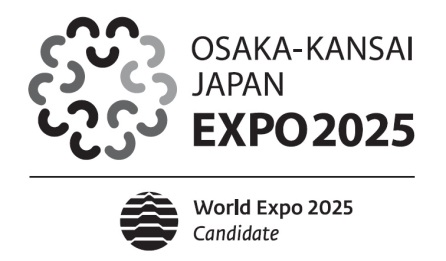 OSAKA-KANSAI
JAPAN
EXPO2025
World Expo 2025
Candidate